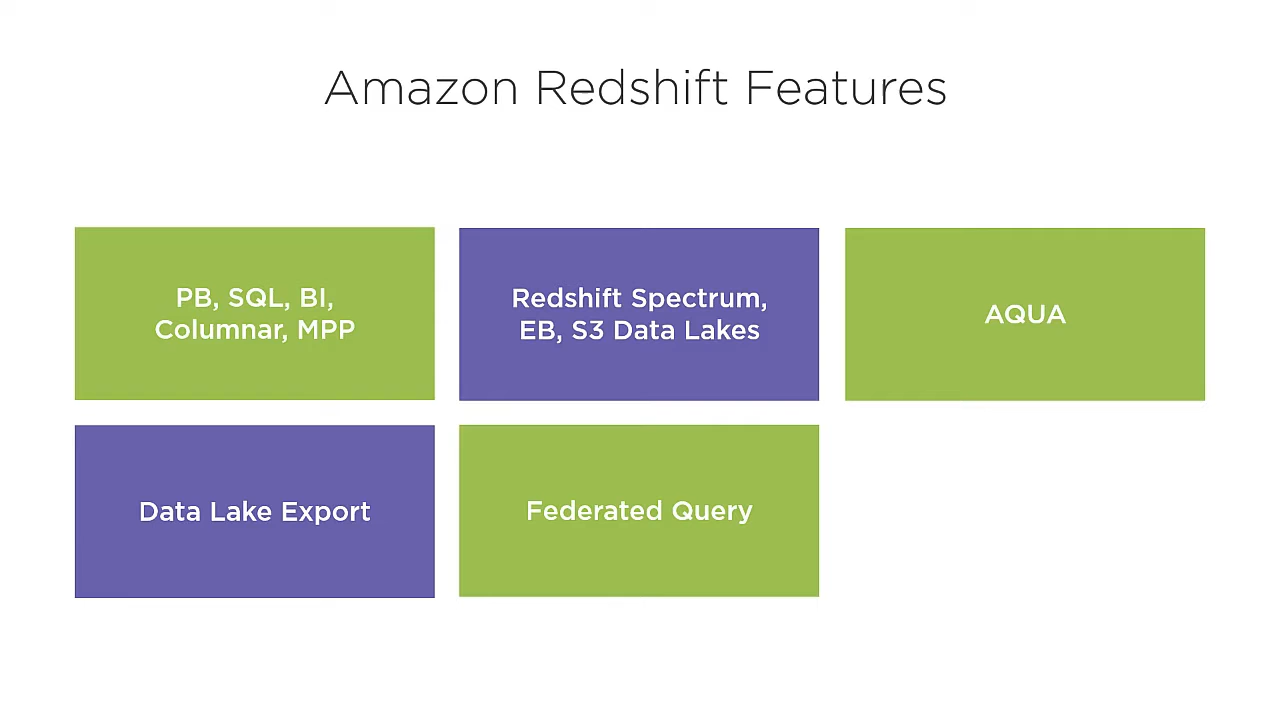 Amazon Redshift Features
PB, SQL, BI,
Columnar, MPP
Redshift Spectrum,
EB, S3 Data Lakes
AQUA
Data Lake Export
Federated Query